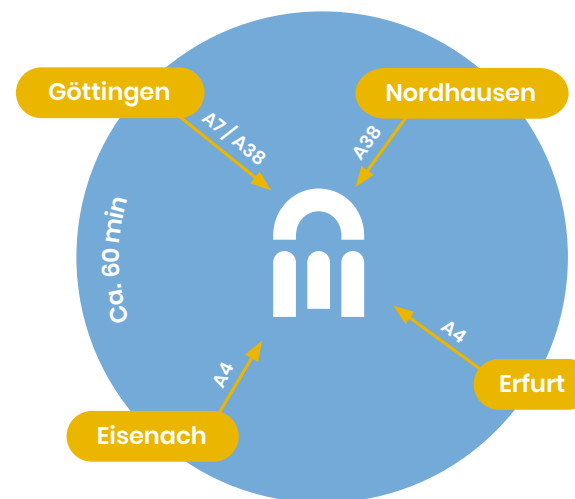 Göttingen
Nordhausen
A7/A38
A38
Ca. 60 min
A4
A4
Erfurt
Eisenach